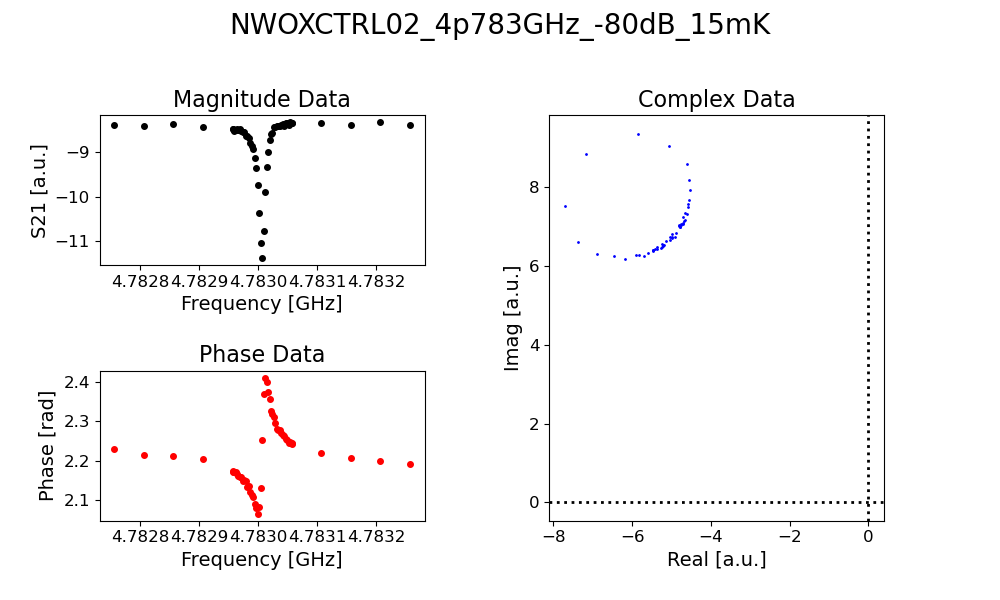 NWOXCTRL02_4p783GHz_-80dB_15mK
Magnitude Data
S21 [a.u.]
−9
−10
−11
4.7828 4.7829 4.7830 4.7831 4.7832
Frequency [GHz]
Phase Data
Phase [rad]
2.4
2.3
2.2
2.1
4.7828 4.7829 4.7830 4.7831 4.7832
Frequency [GHz]
Complex Data
Imag [a.u.]
8
6
4
2
0
−8 −6 −4 −2 0
Real [a.u.]